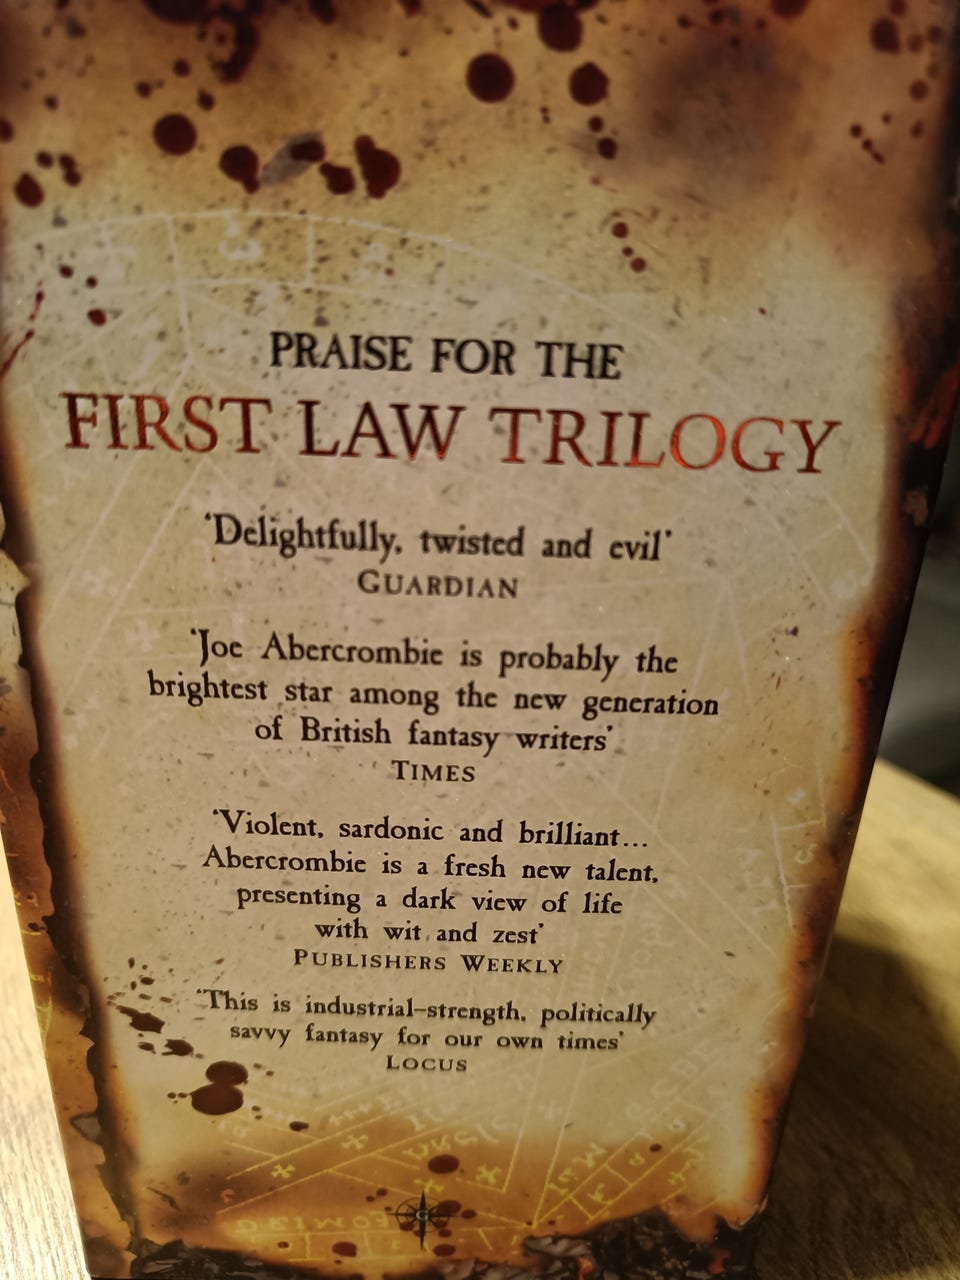 PRAISE FOR THE
FIRST LAW TRILOGY
'Delightfully, twisted and evil'
GUARDIAN
'Joe Abercrombie is probably the
brightest star among the new generation
of British fantasy writers'
TIMES
'Violent, sardonic and brilliant...
Abercrombie is a fresh new talent,
presenting a dark view of life
with wit and zest'
PUBLISHERS WEEKLY
'This is industrial-strength, politically
savvy fantasy for our own times'
LOCUS